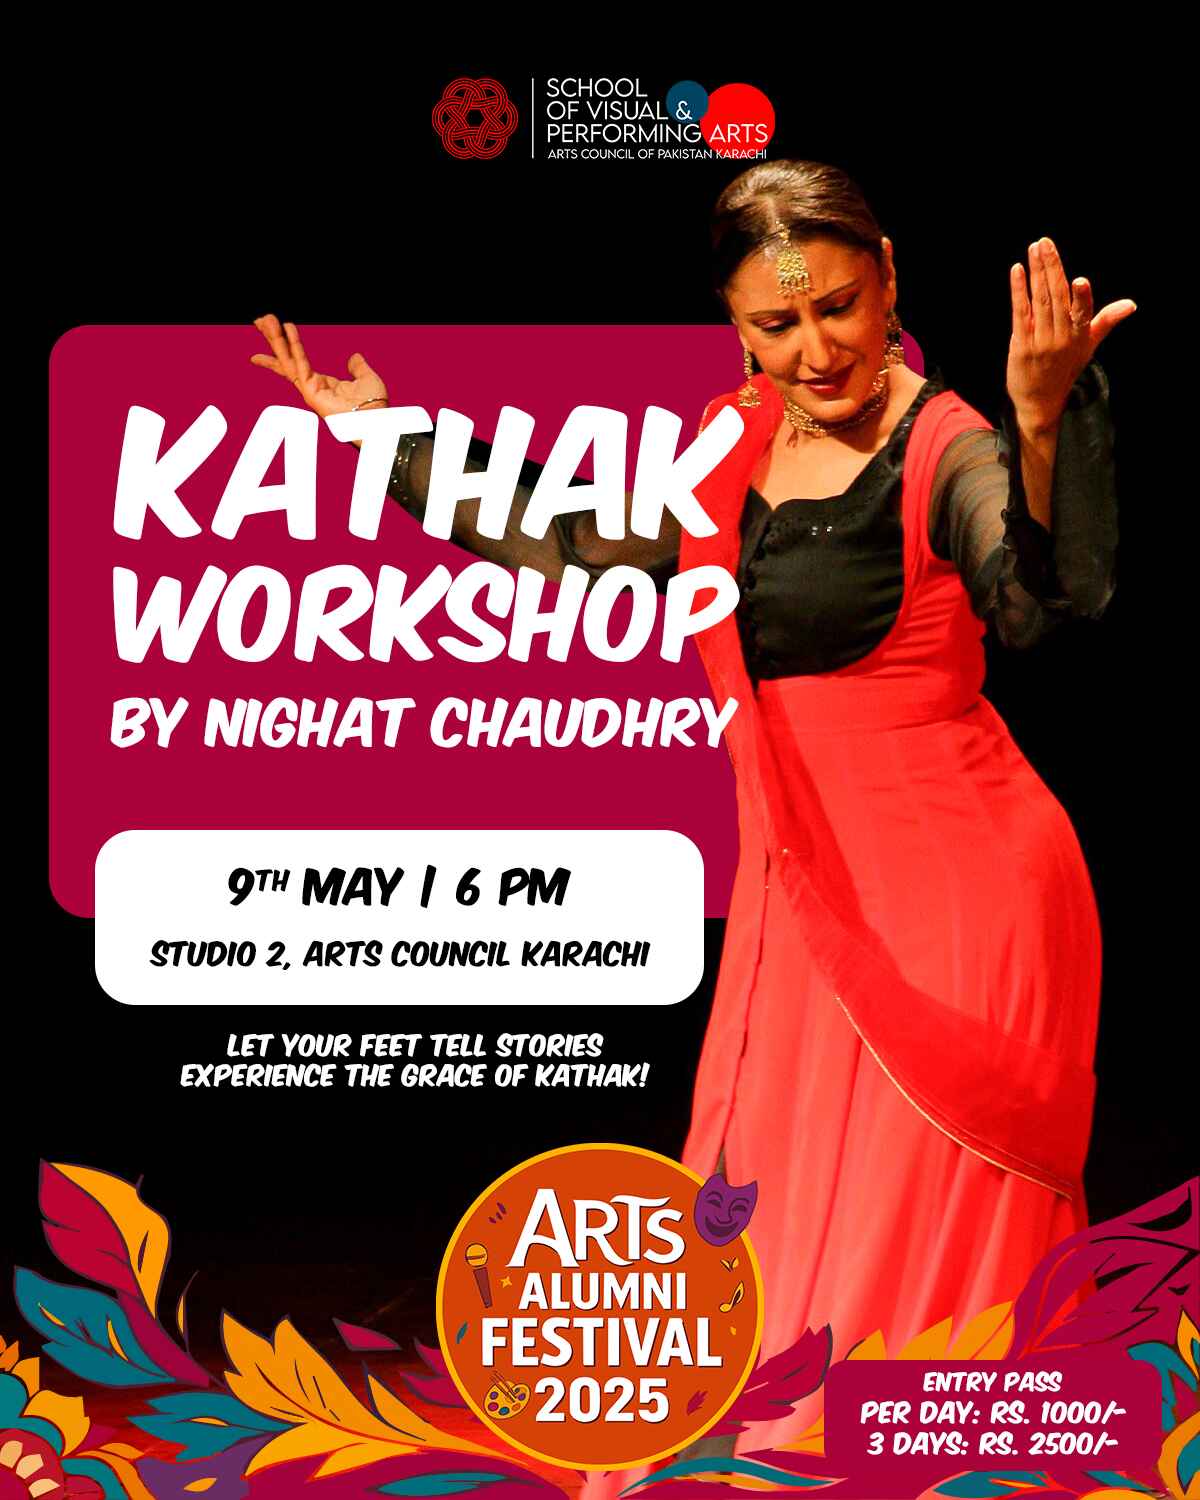 SCHOOL
OF VISUAL &
PERFORMING ARTS
ARTS COUNCIL OF PAKISTAN KARACHI
KATHAK
WORKSHOP
BY NIGHAT CHAUDHRY
9TH MAY | 6 PM
STUDIO 2, ARTS COUNCIL KARACHI
LET YOUR FEET TELL STORIES
EXPERIENCE THE GRACE OF KATHAK!
ARTS
ALUMNI
FESTIVAL
2025
ENTRY PASS
PER DAY: RS. 1000/-
3 DAYS: RS. 2500/-